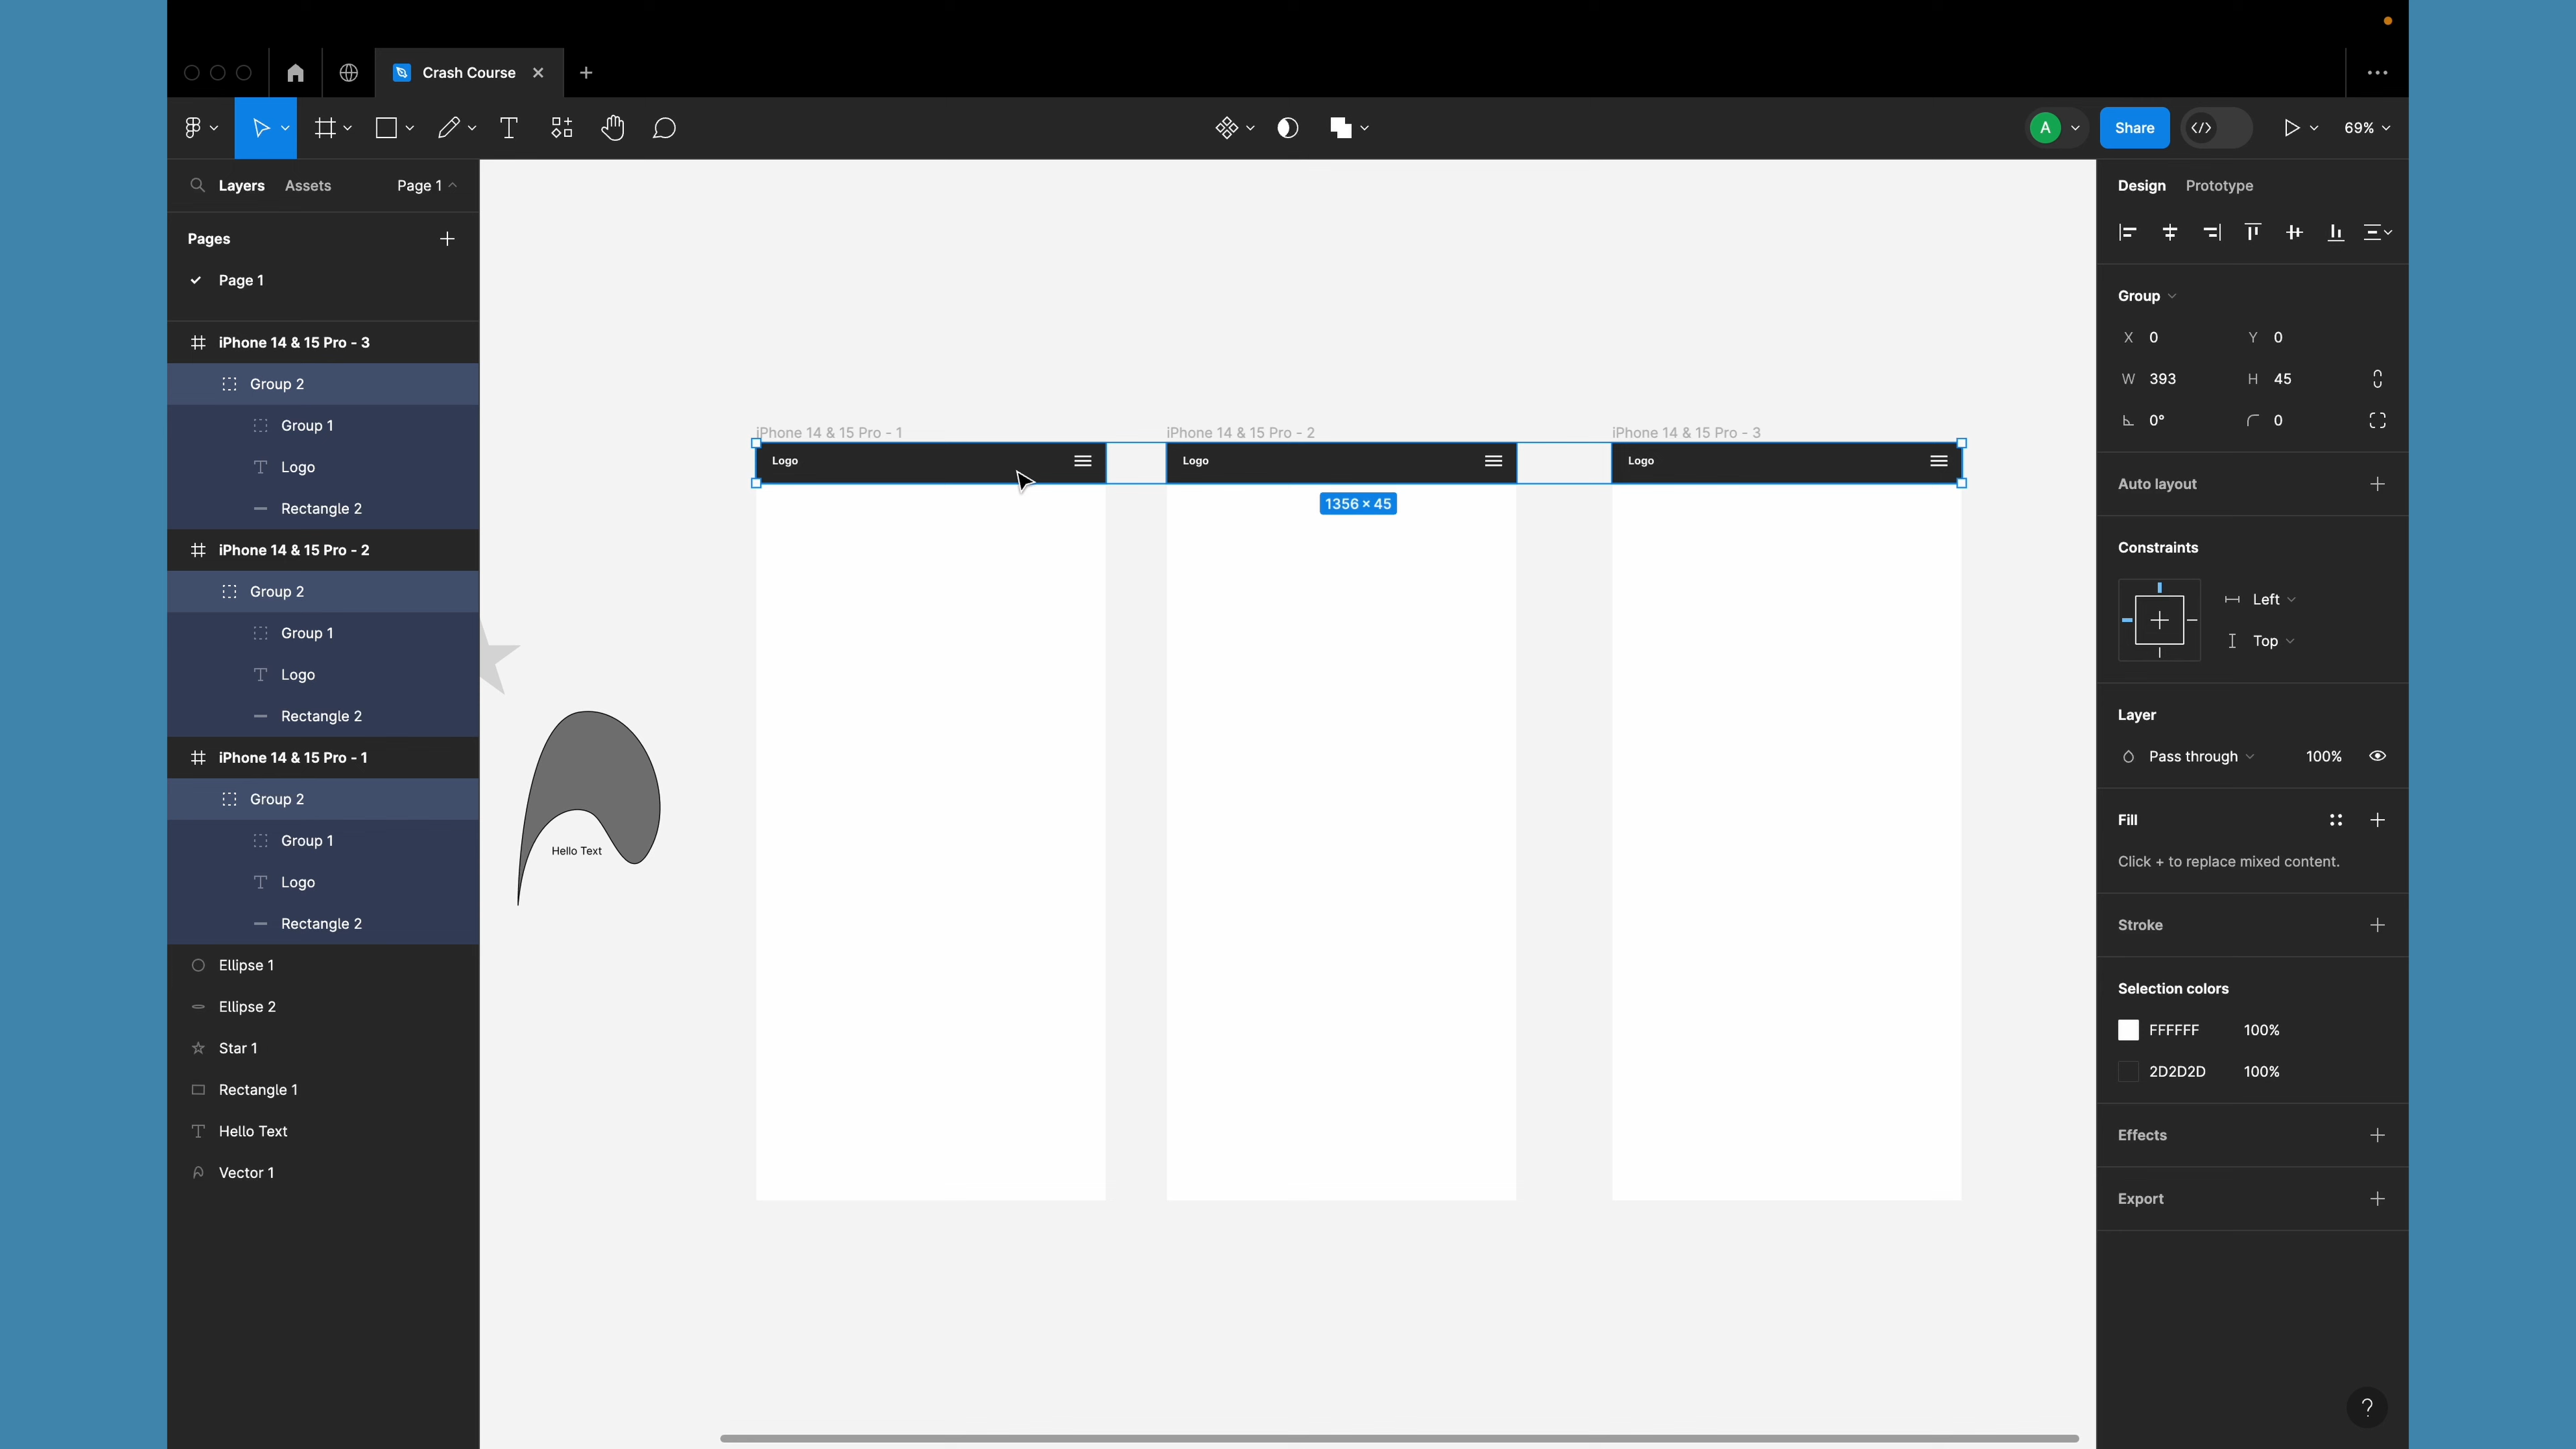 Crash Course
A
Share
69%
Layers
Assets
Page 1
Pages
Page 1
iPhone 14 & 15 Pro - 3
Group 2
Group 1
Logo
Rectangle 2
iPhone 14 & 15 Pro - 2
Group 2
Group 1
Logo
Rectangle 2
iPhone 14 & 15 Pro - 1
Group 2
Group 1
Logo
Rectangle 2
Ellipse 1
Ellipse 2
Star 1
Rectangle 1
Hello Text
Vector 1
iPhone 14 & 15 Pro - 1
iPhone 14 & 15 Pro - 2
iPhone 14 & 15 Pro - 3
Logo
Logo
Logo
1356 × 45
Hello Text
Design
Prototype
Group
X 0 Y 0
W 393 H 45
0° 0
Auto layout
Constraints
Left
Top
Layer
Pass through 100%
Fill
Click + to replace mixed content.
Stroke
Selection colors
FFFFFF 100%
2D2D2D 100%
Effects
Export
?